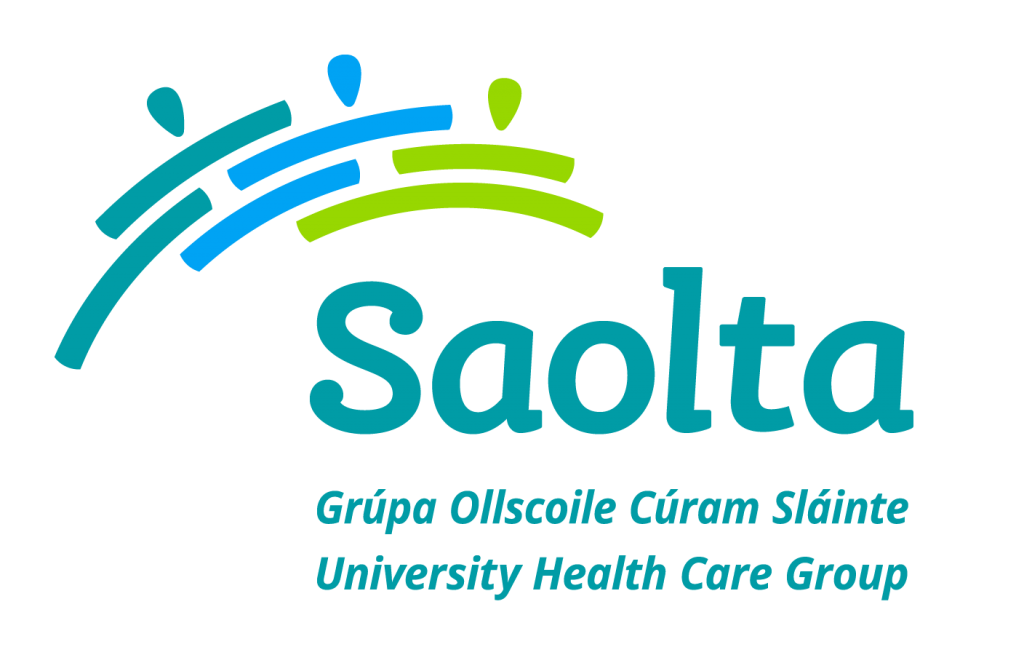 Saolta
Grúpa Ollscoile Cúram Sláinte
University Health Care Group